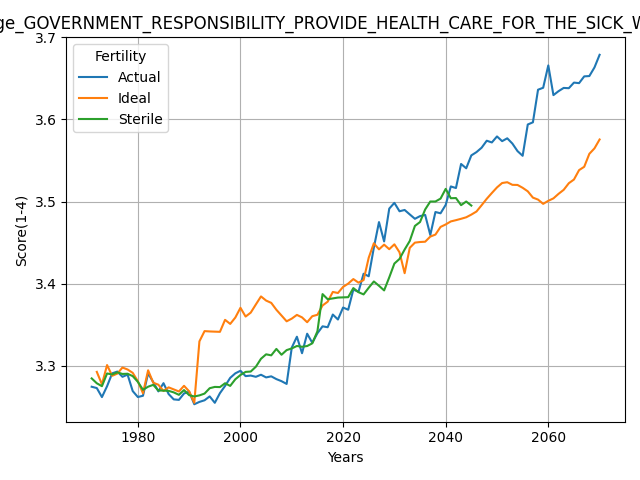 ge_GOVERNMENT_RESPONSIBILITY_PROVIDE_HEALTH_CARE_FOR_THE_SICK_W
3.7
3.6
3.5
3.4
3.3
Score(1-4)
Fertility
Actual
Ideal
Sterile
1980
2000
2020
2040
2060
Years